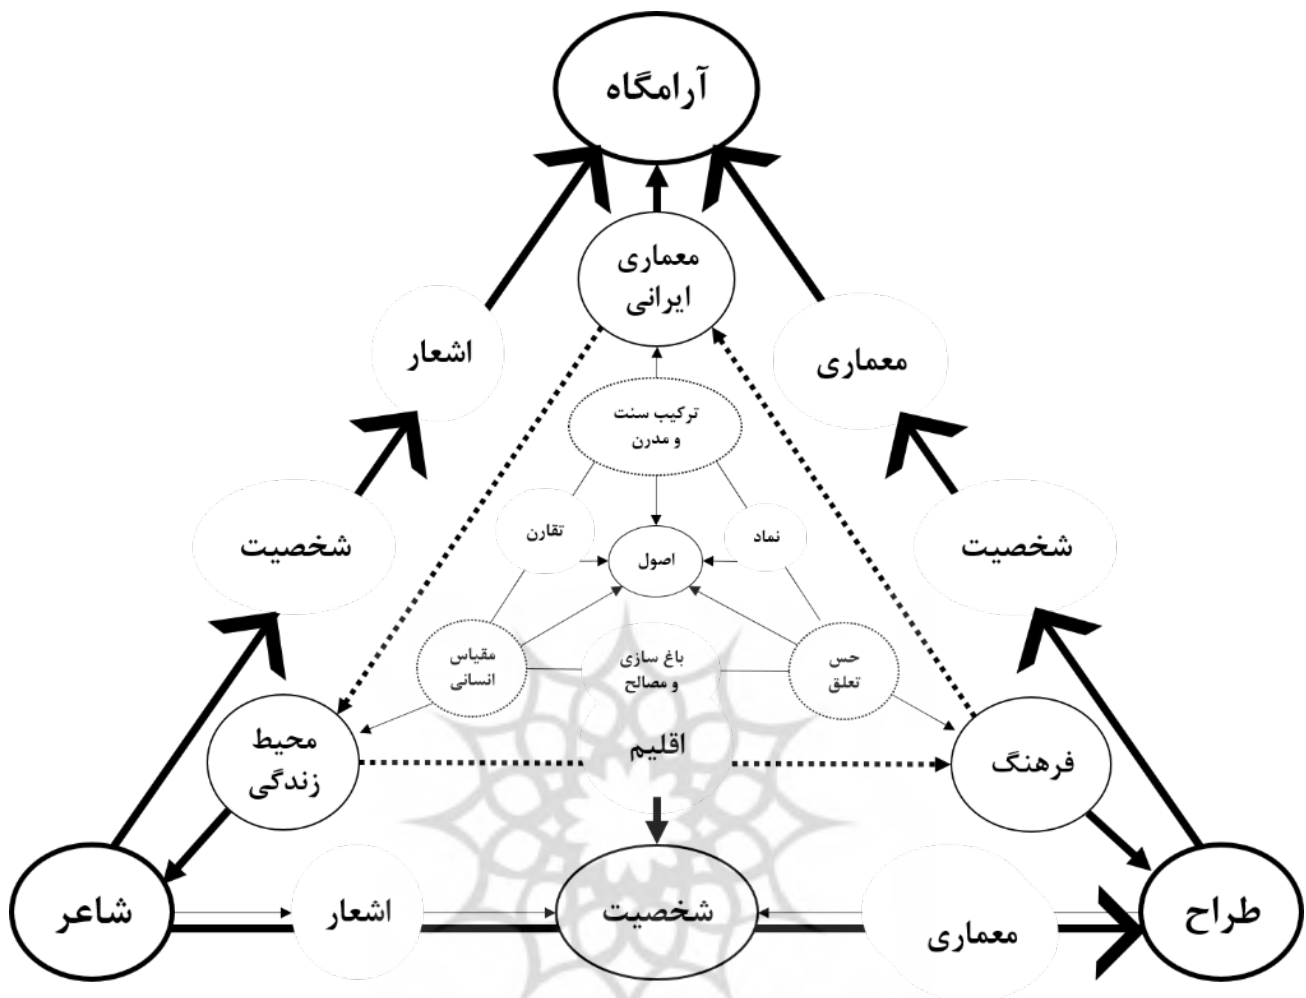 آرامگاه
معماری
ایرانی
اشعار
معماری
ترکیب سنت
و مدرن
شخصیت
شخصیت
تقارن
نماد
اصول
مقیاس
انسانی
باغ سازی
و مصالح
حس
تعلق
محیط
زندگی
اقلیم
فرهنگ
شاعر
اشعار
شخصیت
معماری
طراح